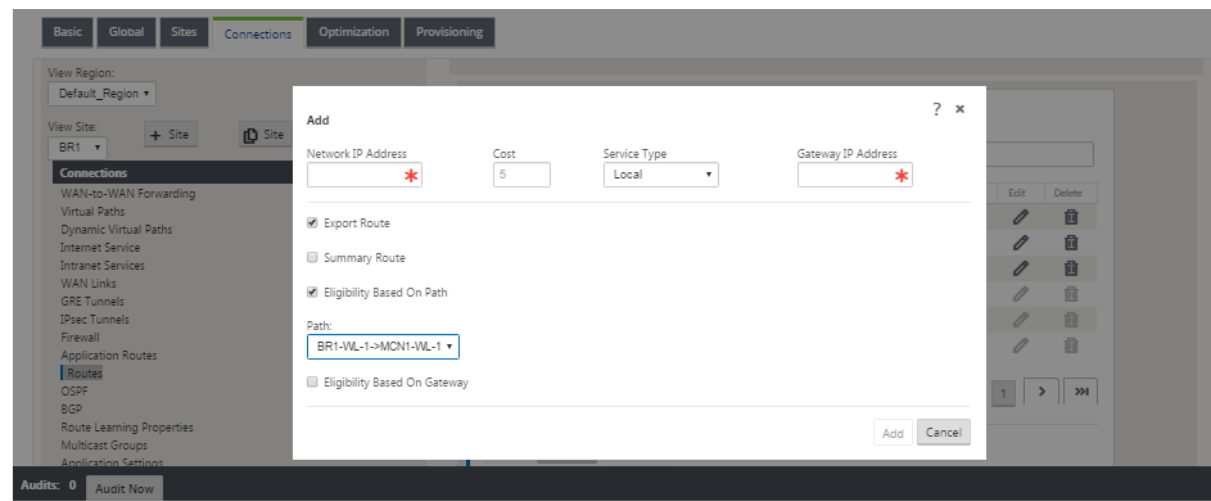 Basic Global Sites Connections Optimization Provisioning
View Region:
Default_Region
View Site:
BR1 + Site Site
Connections
WAN-to-WAN Forwarding
Virtual Paths
Dynamic Virtual Paths
Internet Service
Intranet Services
WAN Links
GRE Tunnels
IPsec Tunnels
Firewall
Application Routes
Routes
OSPF
BGP
Route Learning Properties
Multicast Groups
Application Settings
Add ? ×
Network IP Address Cost Service Type Gateway IP Address
5 Local
Export Route
Summary Route
Eligibility Based On Path
Path:
BR1-WL-1->MCN1-WL-1
Eligibility Based On Gateway
Add Cancel
Edit Delete
1
Audits: 0 Audit Now